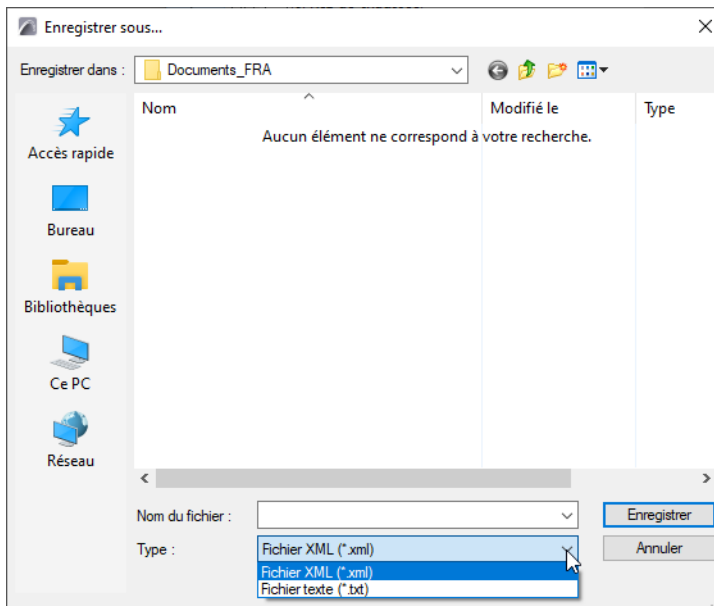 Enregistrer sous...
Enregistrer dans :
Documents_FRA
Nom
Modifié le
Type
Aucun élément ne correspond à votre recherche.
Accès rapide
Bureau
Bibliothèques
Ce PC
Réseau
Nom du fichier :
Enregistrer
Type :
Fichier XML (*.xml)
Annuler
Fichier XML (*.xml)
Fichier texte (*.txt)